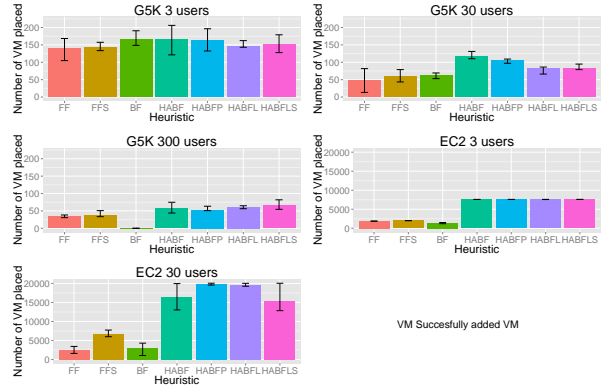 G5K 3 users
Number of VM placed
200
150
100
50
0
FF FFS BF HABF HABFP HABFL HABFLS
Heuristic
G5K 30 users
Number of VM placed
200
150
100
50
0
FF FFS BF HABF HABFP HABFL HABFLS
Heuristic
G5K 300 users
Number of VM placed
200
150
100
50
0
FF FFS BF HABF HABFP HABFL HABFLS
Heuristic
EC2 3 users
Number of VM placed
20000
15000
10000
5000
0
FF FFS BF HABF HABFP HABFL HABFLS
Heuristic
EC2 30 users
Number of VM placed
20000
15000
10000
5000
0
FF FFS BF HABF HABFP HABFL HABFLS
Heuristic
VM Succesfully added VM